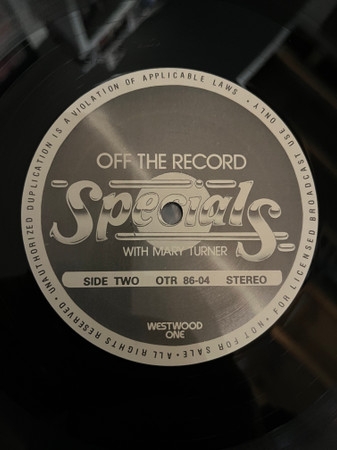 OFF THE RECORD
Specials
WITH MARY TURNER
SIDE TWO OTR 86-04 STEREO
WESTWOOD
ONE
UNAUTHORIZED DUPLICATION IS A VIOLATION OF APPLICABLE LAWS • FOR LICENSED BROADCAST USE ONLY • NOT FOR SALE • ALL RIGHTS RESERVED •